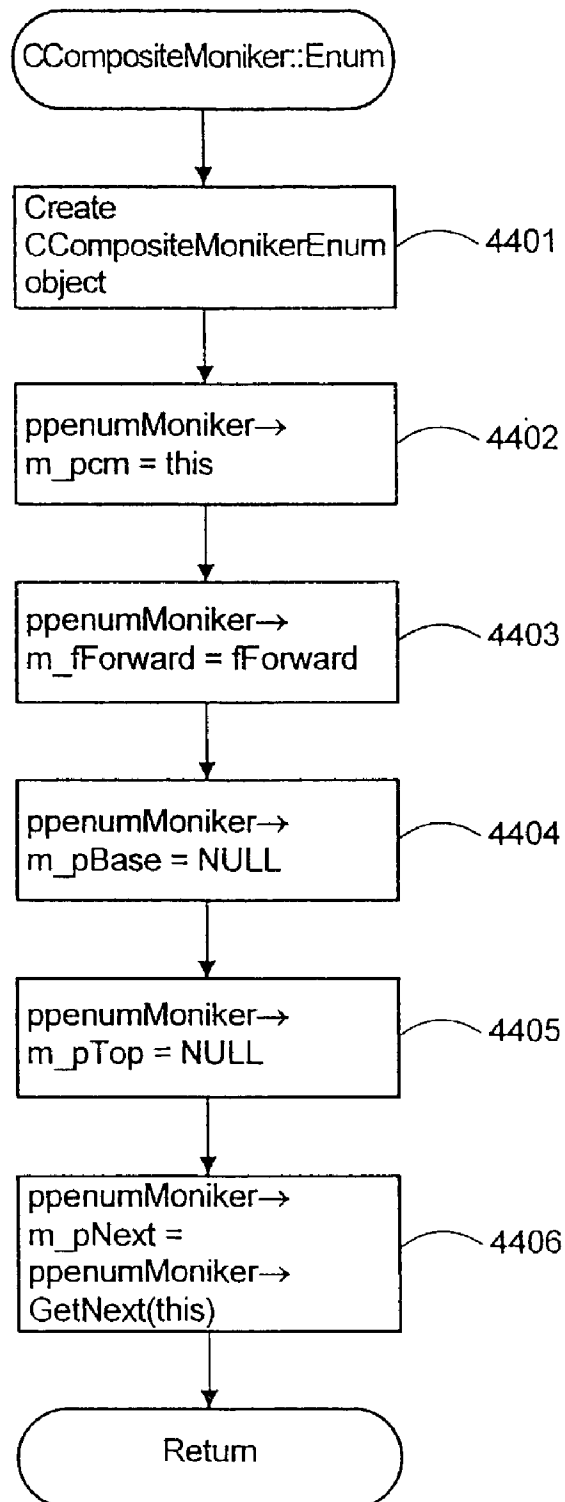 CCompositeMoniker::Enum
Create
CCompositeMonikerEnum
object
4401
ppenumMoniker→
m_pcm = this
4402
ppenumMoniker→
m_fForward = fForward
4403
ppenumMoniker→
m_pBase = NULL
4404
ppenumMoniker→
m_pTop = NULL
4405
ppenumMoniker→
m_pNext =
ppenumMoniker→
GetNext(this)
4406
Return